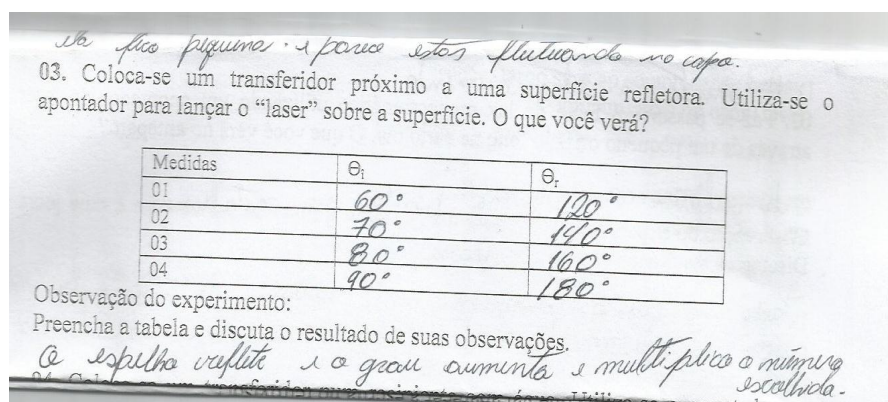 ela fica pequena. e parece estar flutuando no copo.
03. Coloca-se um transferidor próximo a uma superfície refletora. Utiliza-se o
apontador para lançar o “laser” sobre a superfície. O que você verá?
Medidas Θi Θr
01 60° 120°
02 70° 140°
03 80° 160°
04 90° 180°
Observação do experimento:
Preencha a tabela e discuta o resultado de suas observações.
O espelho reflete e o grau aumenta e multiplica o número
escolhido.